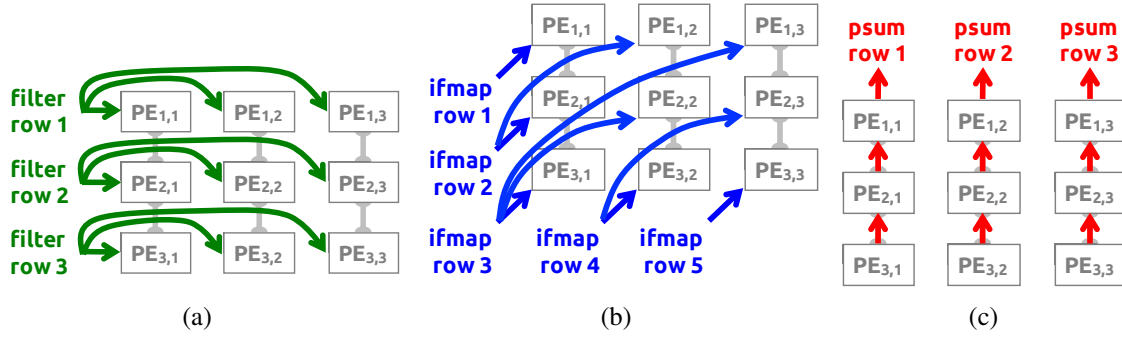 filter
row 1
PE1,1 PE1,2 PE1,3
filter
row 2
PE2,1 PE2,2 PE2,3
filter
row 3
PE3,1 PE3,2 PE3,3
(a)
PE1,1 PE1,2 PE1,3
ifmap
row 1
PE2,1 PE2,2 PE2,3
ifmap
row 2
PE3,1 PE3,2 PE3,3
ifmap
row 3
ifmap
row 4
ifmap
row 5
(b)
psum
row 1
psum
row 2
psum
row 3
PE1,1 PE1,2 PE1,3
PE2,1 PE2,2 PE2,3
PE3,1 PE3,2 PE3,3
(c)